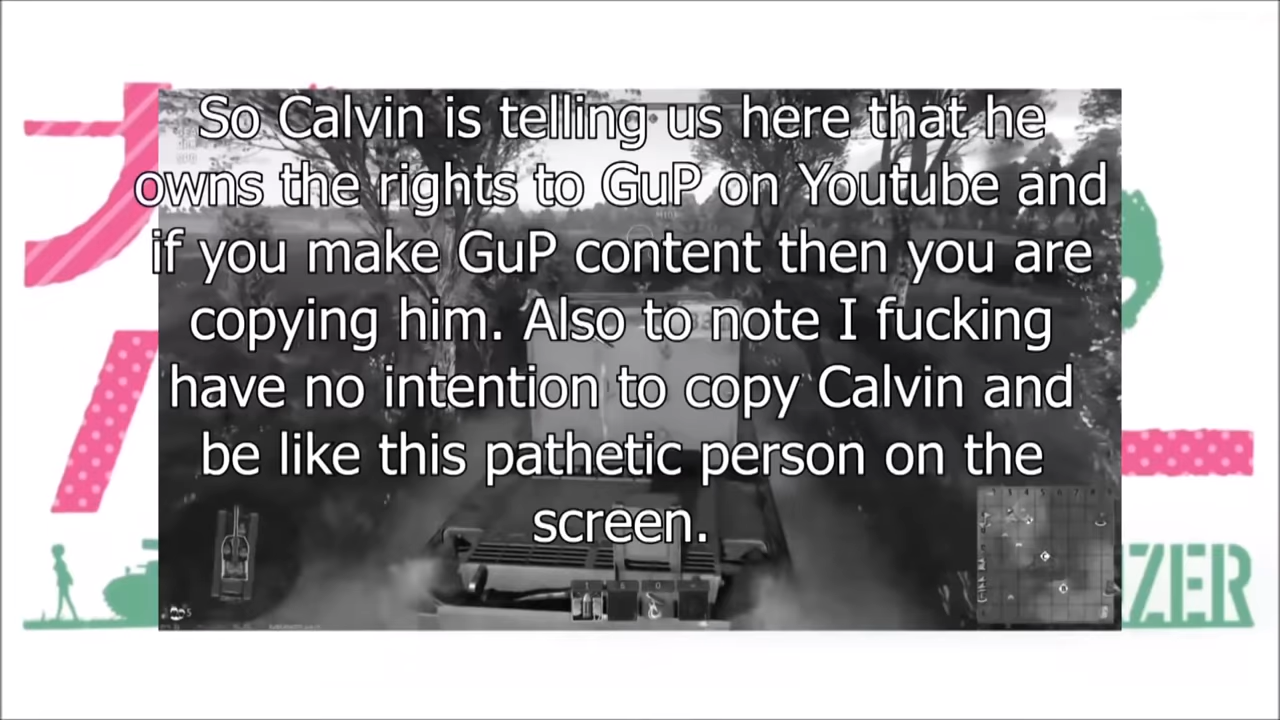 So Calvin is telling us here that he
owns the rights to GuP on Youtube and
if you make GuP content then you are
copying him. Also to note I fucking
have no intention to copy Calvin and
be like this pathetic person on the
screen.
ZER